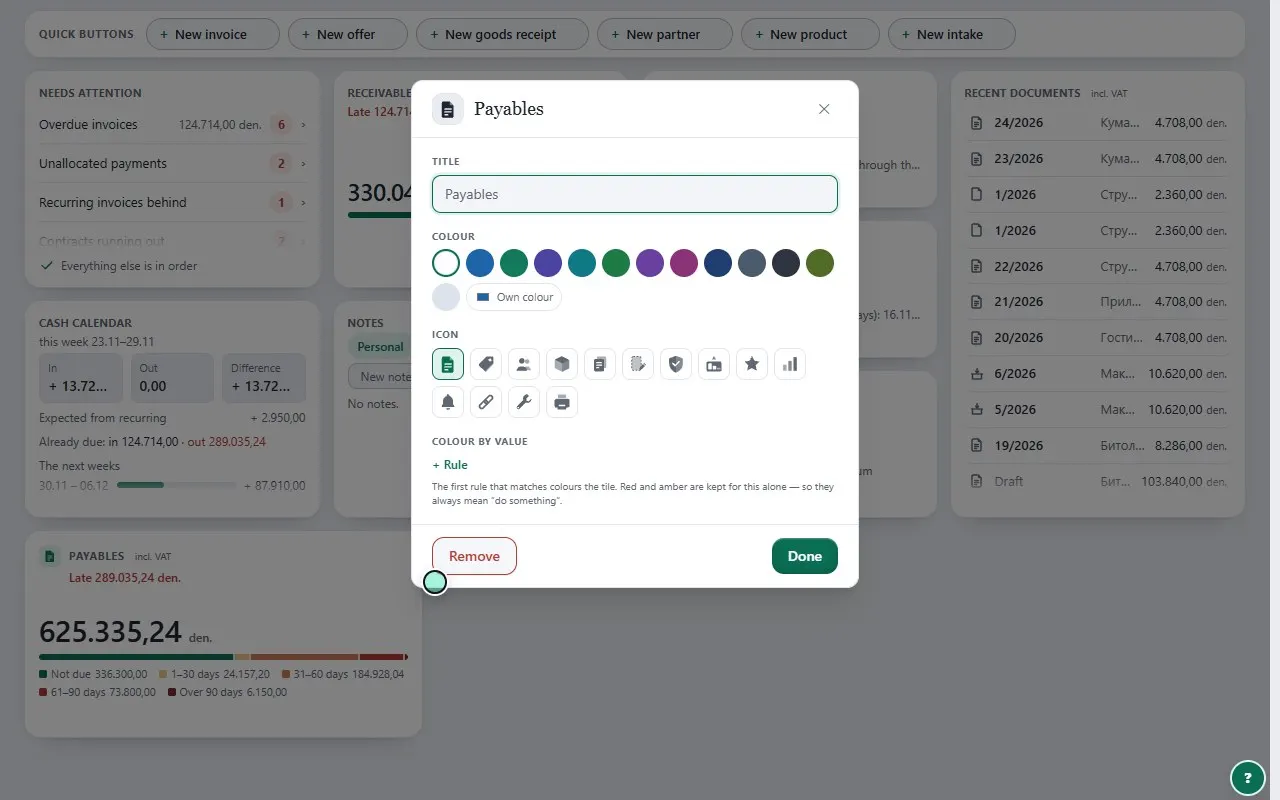 QUICK BUTTONS
+ New invoice
+ New offer
+ New goods receipt
+ New partner
+ New product
+ New intake
NEEDS ATTENTION
Overdue invoices 124.714,00 den. 6 ›
Unallocated payments 2 ›
Recurring invoices behind 1 ›
Contracts running out
✓ Everything else is in order
RECEIVABLE
Late 124.71
330.04
hrough th...
ays): 16.11...
um
RECENT DOCUMENTS incl. VAT
24/2026 Кума... 4.708,00 den.
23/2026 Кума... 4.708,00 den.
1/2026 Стру... 2.360,00 den.
1/2026 Стру... 2.360,00 den.
22/2026 Стру... 4.708,00 den.
21/2026 Прил... 4.708,00 den.
20/2026 Гости... 4.708,00 den.
6/2026 Мак... 10.620,00 den.
5/2026 Мак... 10.620,00 den.
19/2026 Битол... 8.286,00 den.
Draft Бит... 103.840,00 den.
CASH CALENDAR
this week 23.11–29.11
In
+ 13.72...
Out
0,00
Difference
+ 13.72...
Expected from recurring + 2.950,00
Already due: in 124.714,00 · out 289.035,24
The next weeks
30.11 – 06.12 + 87.910,00
NOTES
Personal
New note
No notes.
PAYABLES incl. VAT
Late 289.035,24 den.
625.335,24 den.
Not due 336.300,00 1–30 days 24.157,20 31–60 days 184.928,04
61–90 days 73.800,00 Over 90 days 6.150,00
Payables
TITLE
Payables
COLOUR
Own colour
ICON
COLOUR BY VALUE
+ Rule
The first rule that matches colours the tile. Red and amber are kept for this alone — so they
always mean "do something".
Remove
Done
?